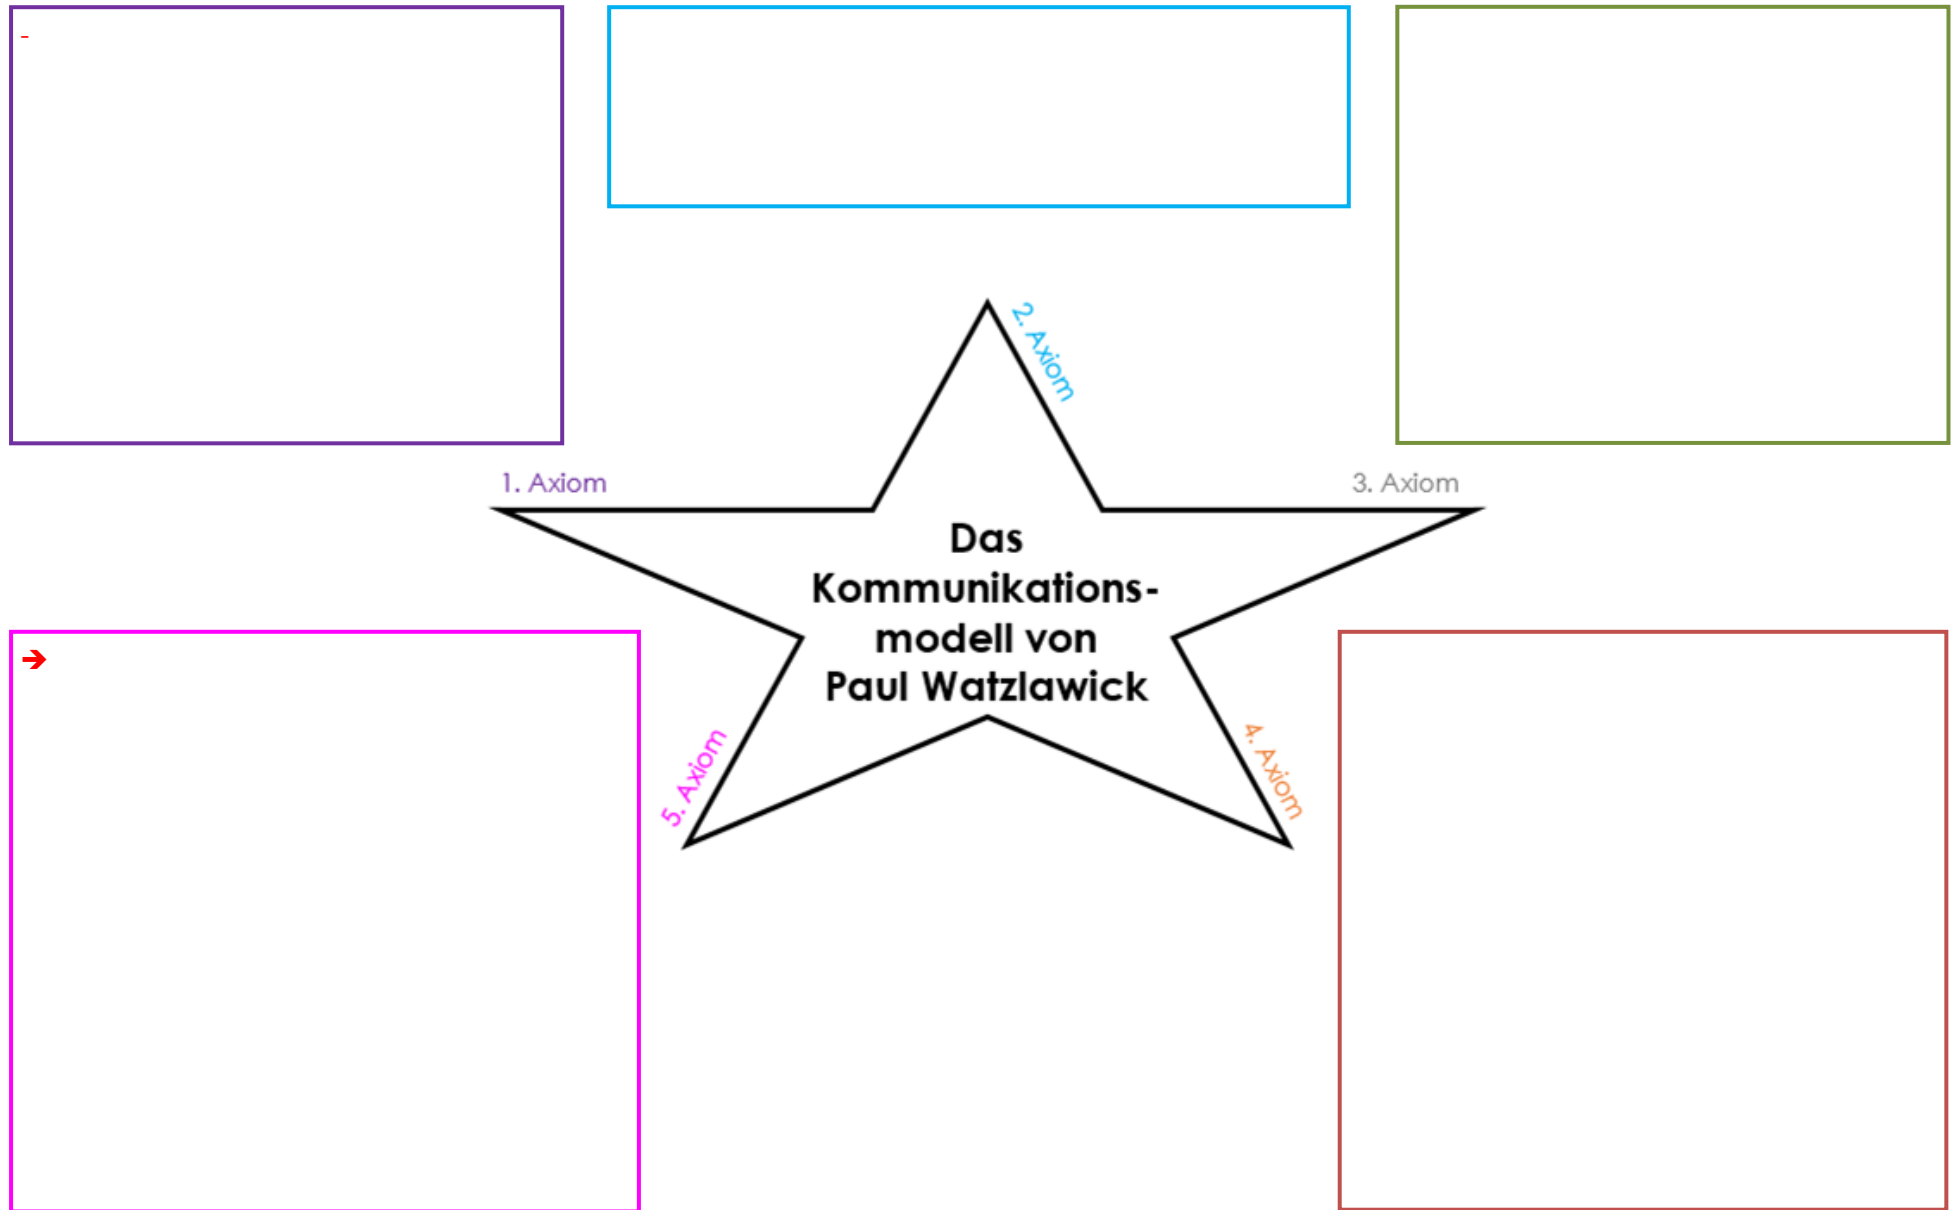 -
2. Axiom
1. Axiom
3. Axiom
Das
Kommunikations-
modell von
Paul Watzlawick
➔
5. Axiom
4. Axiom